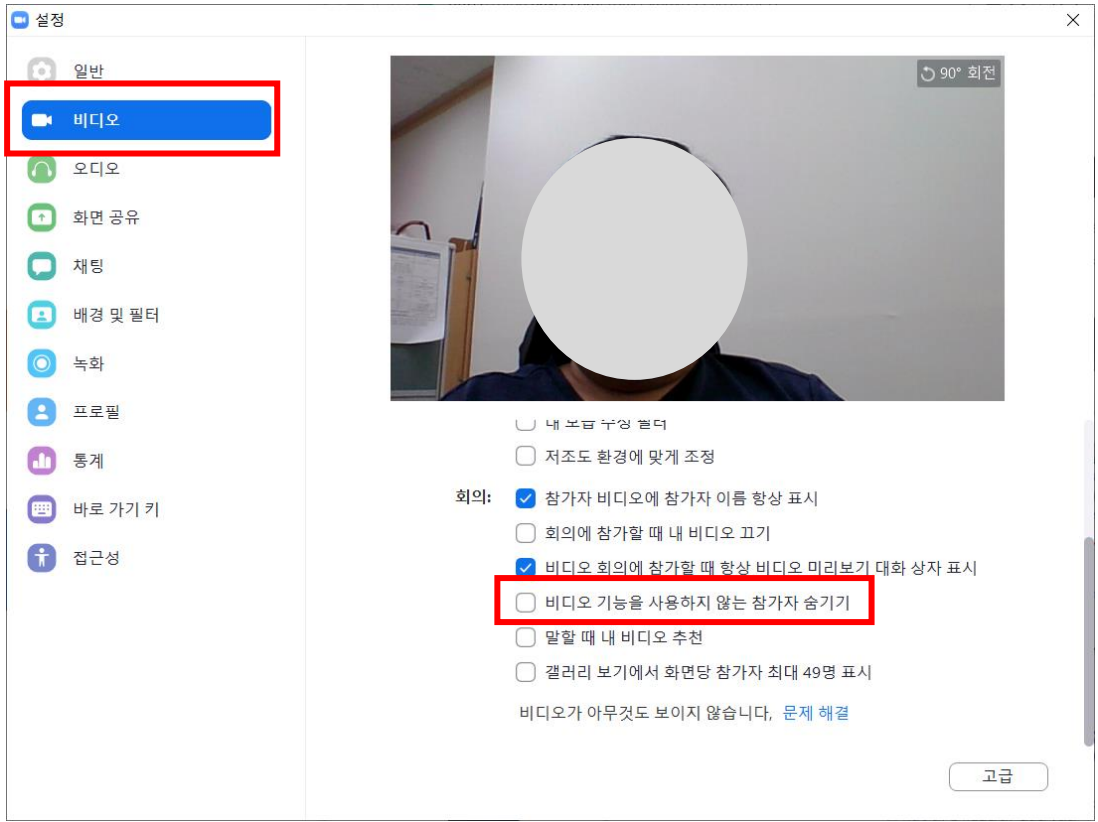 설정
일반
비디오
오디오
화면 공유
채팅
배경 및 필터
녹화
프로필
통계
바로 가기 키
접근성
90° 회전
내 모습 수정 필터
저조도 환경에 맞게 조정
회의:
참가자 비디오에 참가자 이름 항상 표시
회의에 참가할 때 내 비디오 끄기
비디오 회의에 참가할 때 항상 비디오 미리보기 대화 상자 표시
비디오 기능을 사용하지 않는 참가자 숨기기
말할 때 내 비디오 추천
갤러리 보기에서 화면당 참가자 최대 49명 표시
비디오가 아무것도 보이지 않습니다, 문제 해결
고급